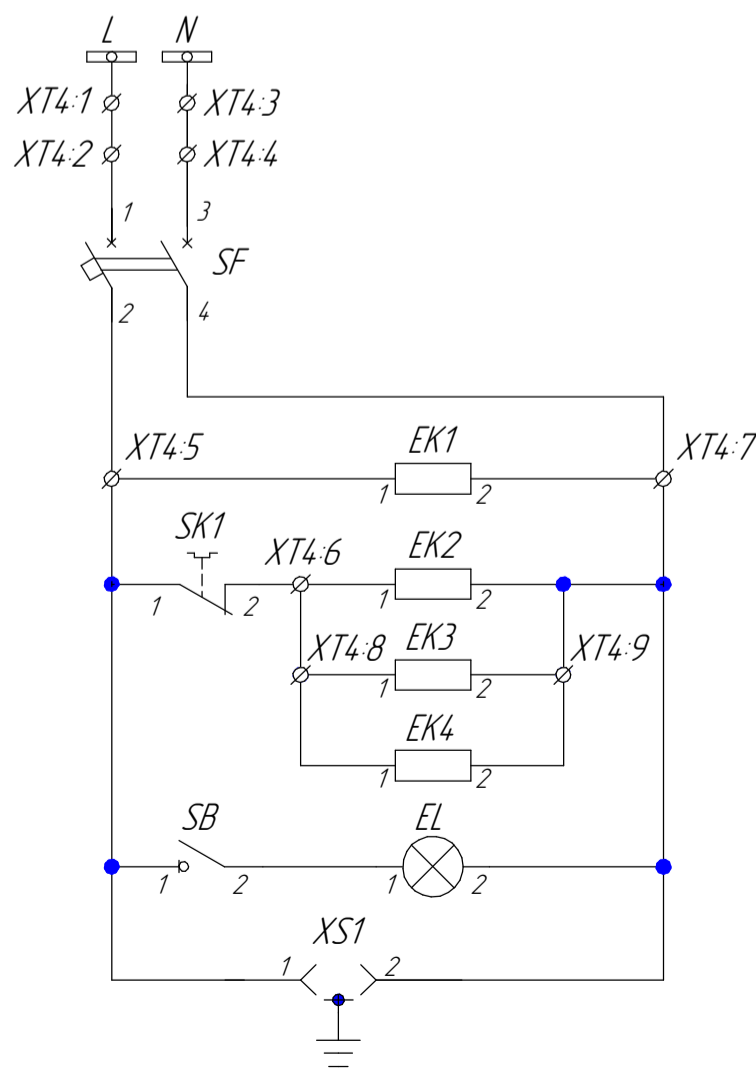 L N
XT4:1 XT4:3
XT4:2 XT4:4
1 3
SF
2 4
XT4:5 EK1 XT4:7
1 2
SK1 XT4:6 EK2
1 2 1 2
XT4:8 EK3 XT4:9
1 2
EK4
1 2
SB EL
1 2 1 2
XS1
1 2